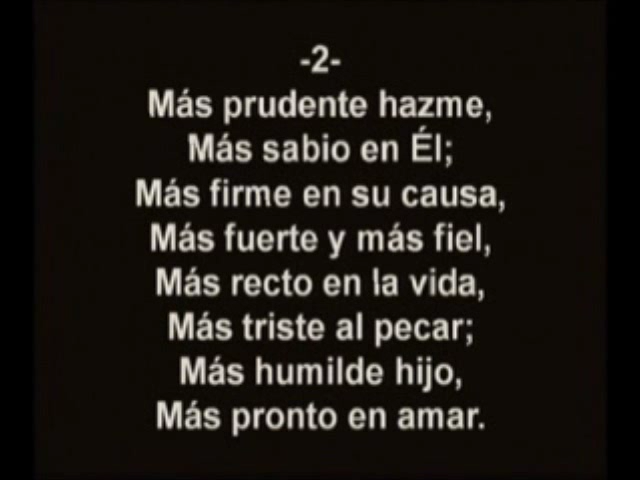 -2-
Más prudente hazme,
Más sabio en Él;
Más firme en su causa,
Más fuerte y más fiel,
Más recto en la vida,
Más triste al pecar;
Más humilde hijo,
Más pronto en amar.